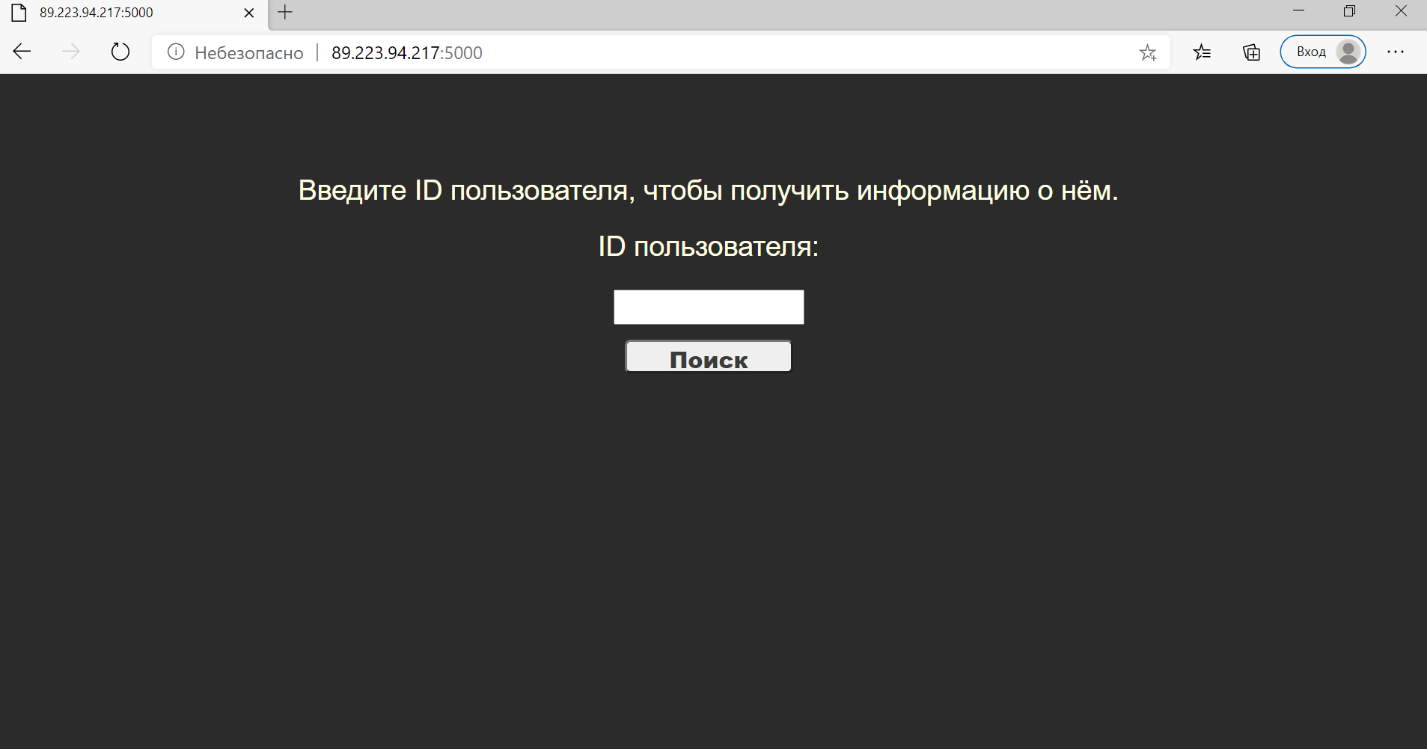 89.223.94.217:5000
Небезопасно | 89.223.94.217:5000
Вход
Введите ID пользователя, чтобы получить информацию о нём.
ID пользователя:
Поиск